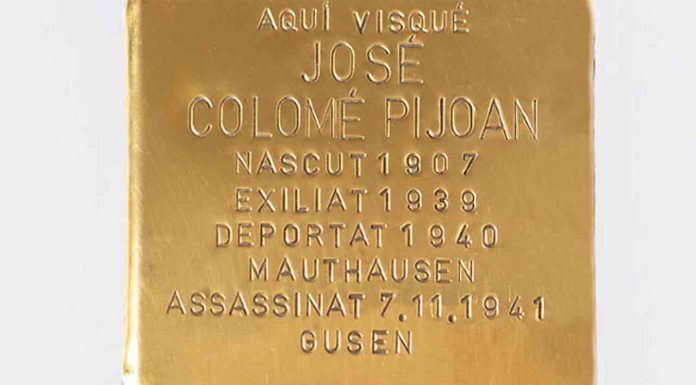 AQUÍ VISQUÉ
JOSÉ
COLOMÉ PIJOAN
NASCUT 1907
EXILIAT 1939
DEPORTAT 1940
MAUTHAUSEN
ASSASSINAT 7.11.1941
GUSEN